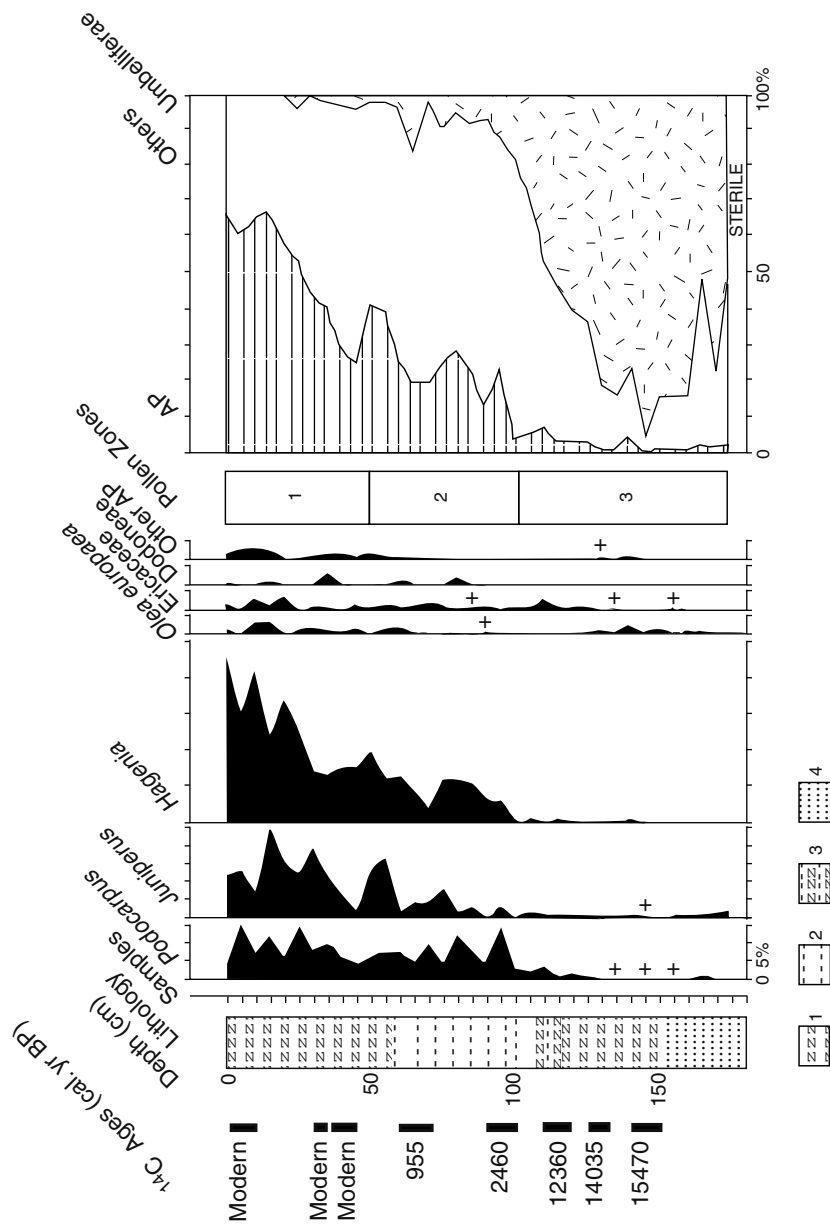 ¹⁴C Ages (cal. yr BP)
Depth (cm)
Lithology
Samples
Podocarpus
Juniperus
Hagenia
Olea europaea
Ericaceae
Dodoneae
Other AP
Pollen Zones
AP
Others
Umbelliferae
Modern
Modern
Modern
955
2460
12360
14035
15470
0
50
100
150
0 5%
+ + +
+
+
+ + +
+
1
2
3
0
50
100%
STERILE
1
2
3
4